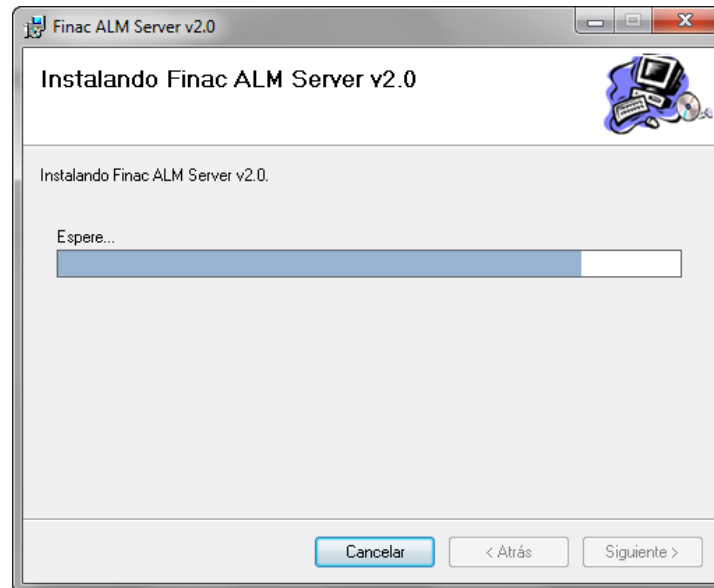 Finac ALM Server v2.0
Instalando Finac ALM Server v2.0
Instalando Finac ALM Server v2.0.
Espere...
Cancelar
< Atrás
Siguiente >